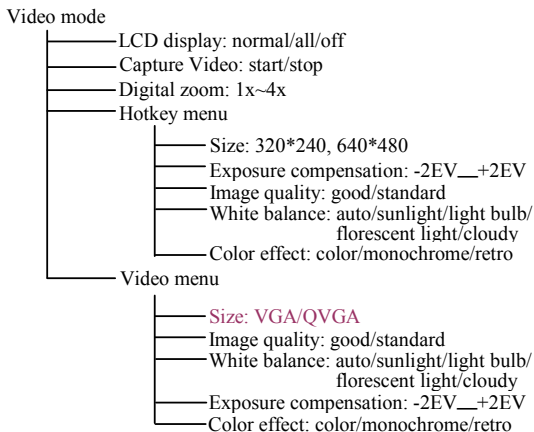 Video mode
LCD display: normal/all/off
Capture Video: start/stop
Digital zoom: 1x~4x
Hotkey menu
Size: 320*240, 640*480
Exposure compensation: -2EV__+2EV
Image quality: good/standard
White balance: auto/sunlight/light bulb/
florescent light/cloudy
Color effect: color/monochrome/retro
Video menu
Size: VGA/QVGA
Image quality: good/standard
White balance: auto/sunlight/light bulb/
florescent light/cloudy
Exposure compensation: -2EV__+2EV
Color effect: color/monochrome/retro